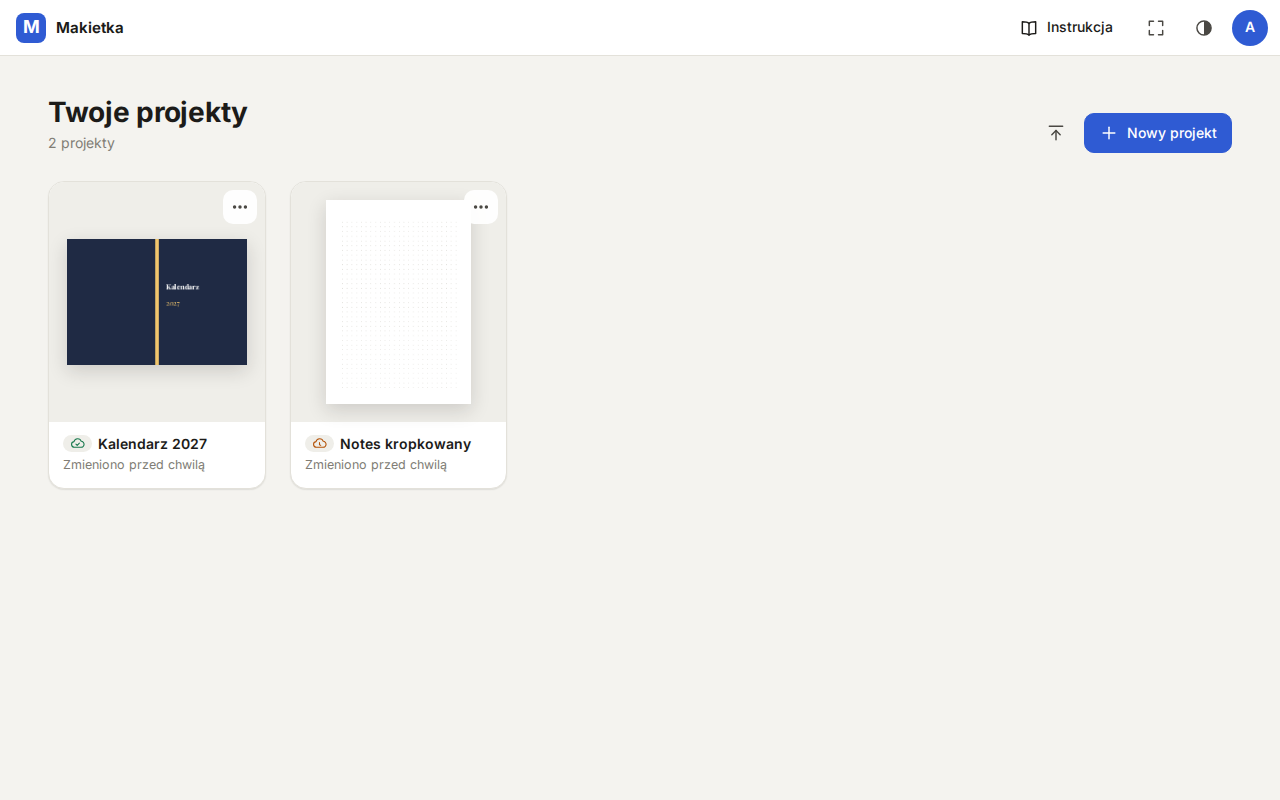 M Makietka
Instrukcja
A
Twoje projekty
2 projekty
Nowy projekt
Kalendarz
2027
Kalendarz 2027
Zmieniono przed chwilą
Notes kropkowany
Zmieniono przed chwilą